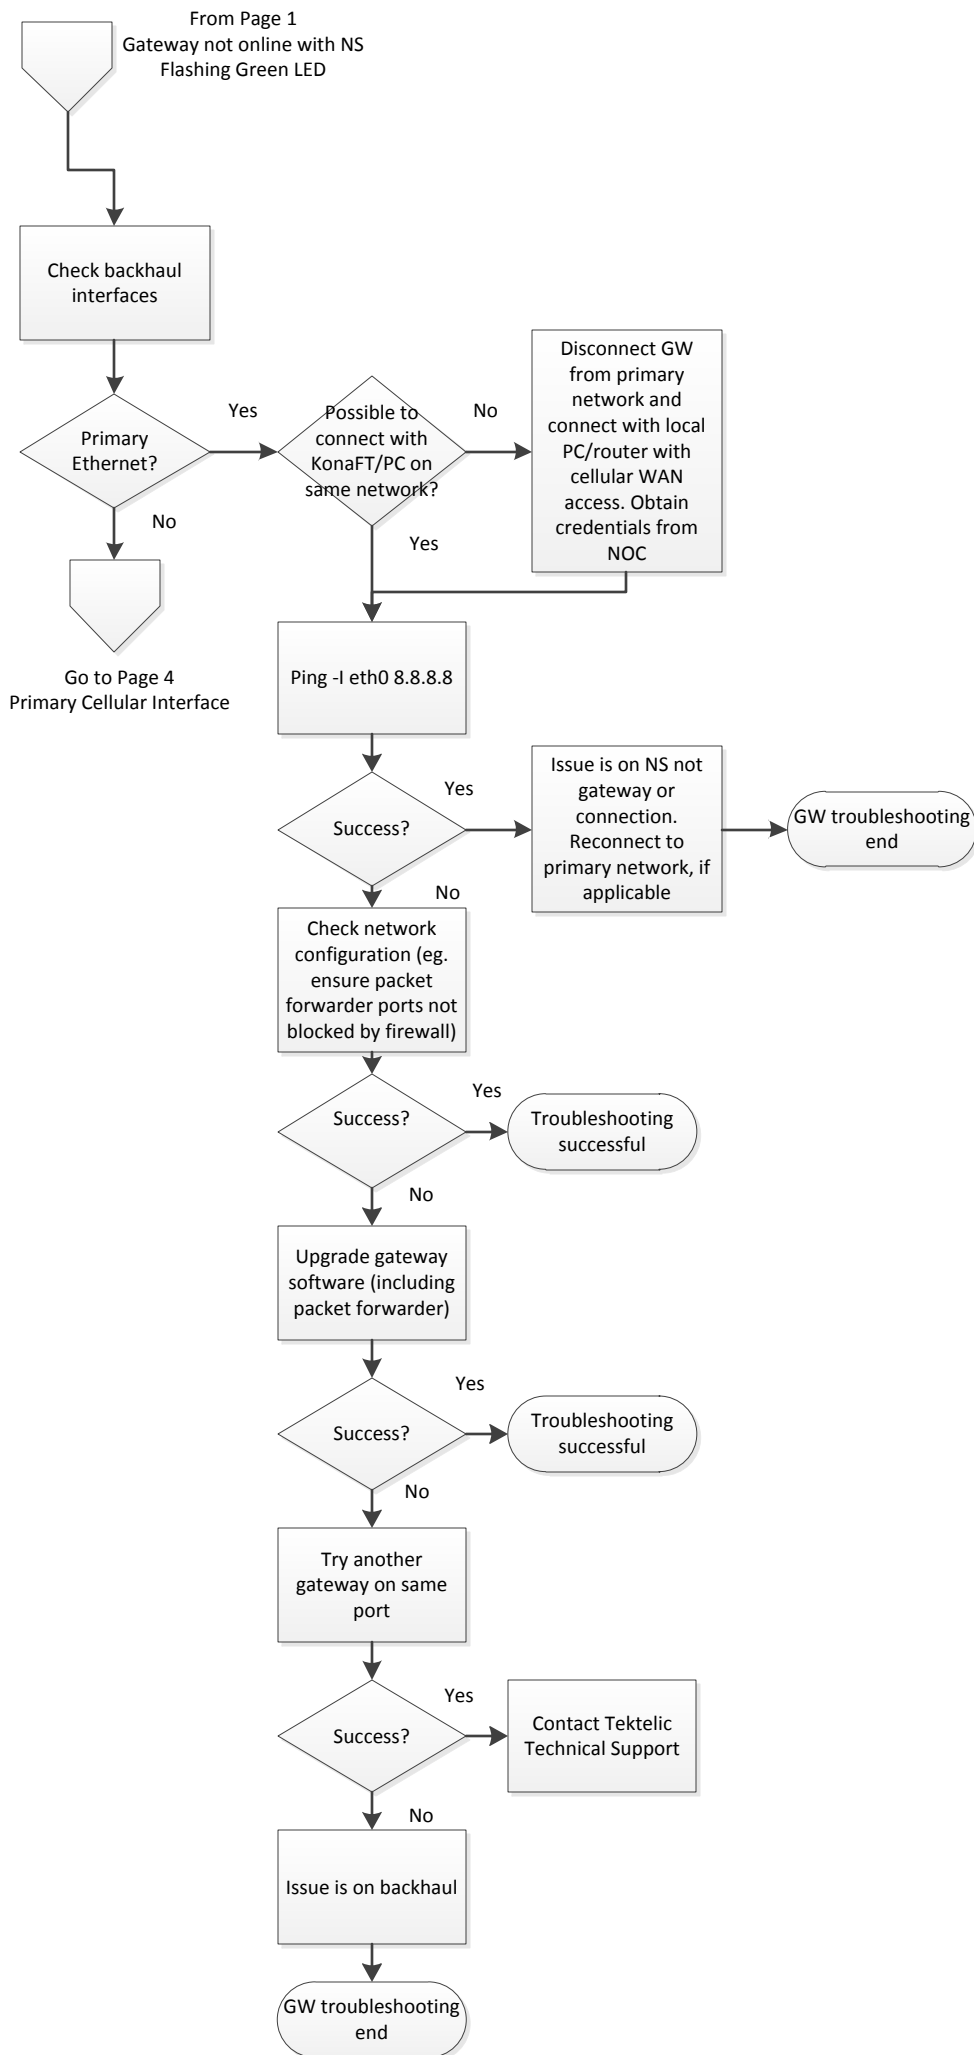 From Page 1
Gateway not online with NS
Flashing Green LED
Check backhaul
interfaces
Primary
Ethernet?
Yes
No
Possible to
connect with
KonaFT/PC on
same network?
No
Yes
Disconnect GW
from primary
network and
connect with local
PC/router with
cellular WAN
access. Obtain
credentials from
NOC
Go to Page 4
Primary Cellular Interface
Ping -I eth0 8.8.8.8
Success?
Yes
No
Issue is on NS not
gateway or
connection.
Reconnect to
primary network, if
applicable
GW troubleshooting
end
Check network
configuration (eg.
ensure packet
forwarder ports not
blocked by firewall)
Success?
Yes
No
Troubleshooting
successful
Upgrade gateway
software (including
packet forwarder)
Success?
Yes
No
Troubleshooting
successful
Try another
gateway on same
port
Success?
Yes
No
Contact Tektelic
Technical Support
Issue is on backhaul
GW troubleshooting
end